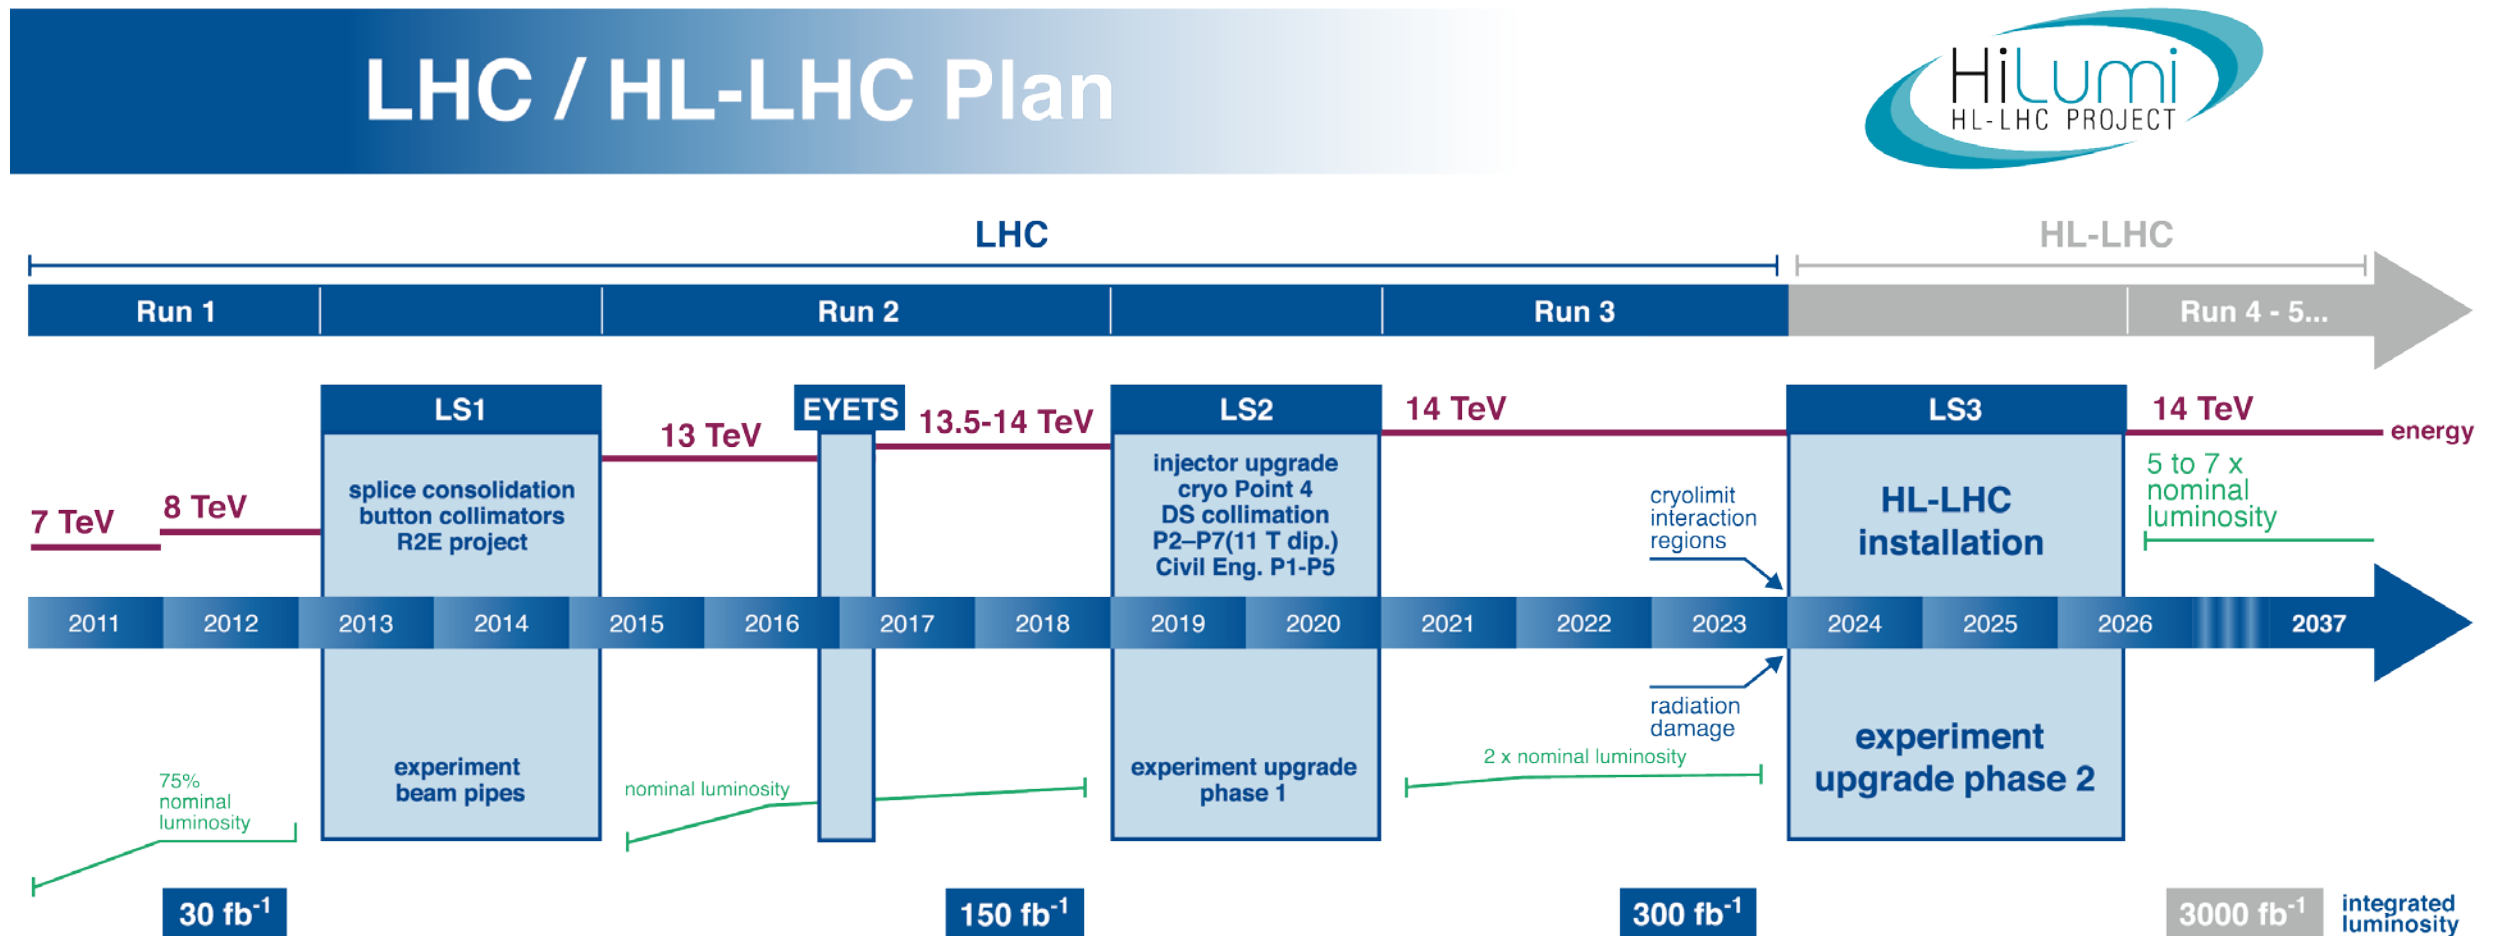 LHC / HL-LHC Plan
HiLumi
HL-LHC PROJECT
LHC
HL-LHC
Run 1
Run 2
Run 3
Run 4 - 5...
LS1
EYETS
LS2
LS3
7 TeV
8 TeV
13 TeV
13.5-14 TeV
14 TeV
14 TeV
energy
splice consolidation
button collimators
R2E project
injector upgrade
cryo Point 4
DS collimation
P2–P7(11 T dip.)
Civil Eng. P1-P5
cryolimit
interaction
regions
HL-LHC
installation
5 to 7 x
nominal
luminosity
2011
2012
2013
2014
2015
2016
2017
2018
2019
2020
2021
2022
2023
2024
2025
2026
2037
75%
nominal
luminosity
experiment
beam pipes
nominal luminosity
experiment upgrade
phase 1
2 x nominal luminosity
radiation
damage
experiment
upgrade phase 2
30 fb-1
150 fb-1
300 fb-1
3000 fb-1
integrated
luminosity